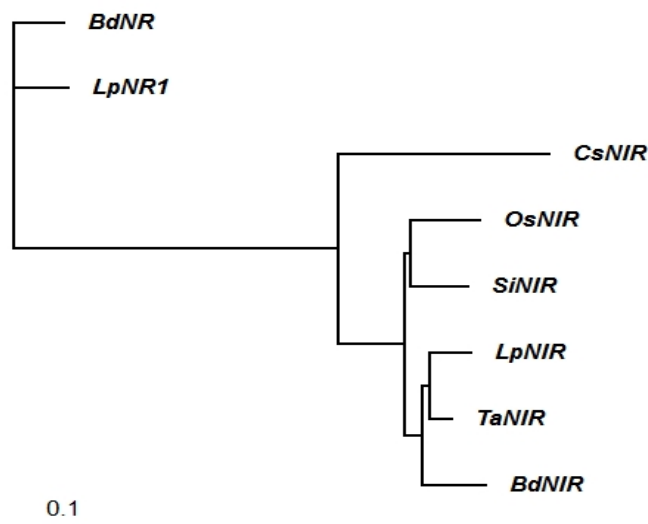 BdNR
LpNR1
CsNIR
OsNIR
SiNIR
LpNIR
TaNIR
BdNIR
0.1